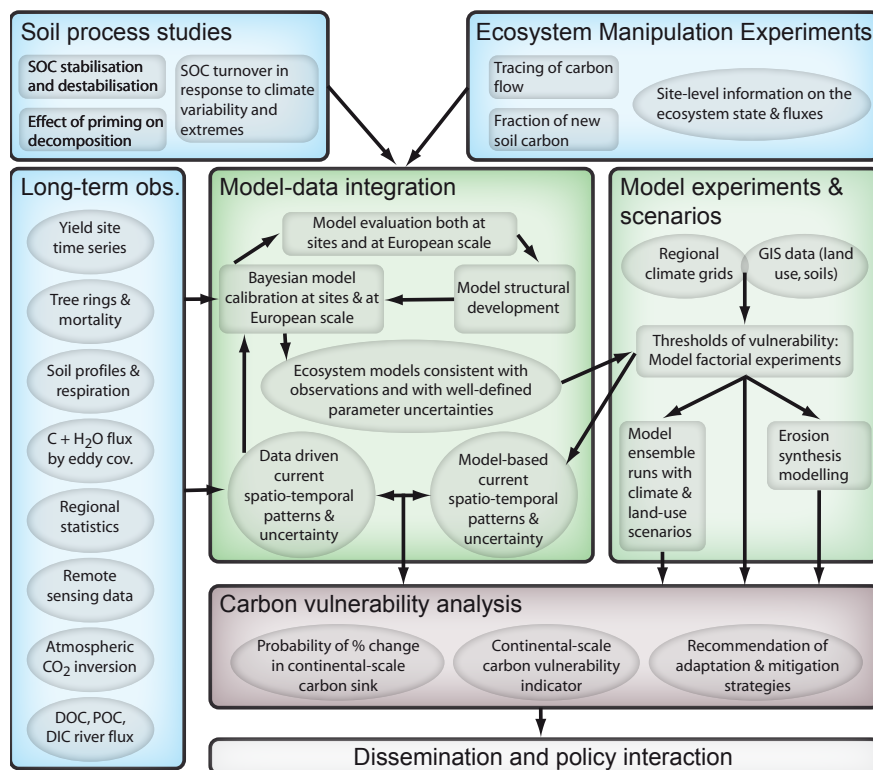 Soil process studies
SOC stabilisation
and destabilisation
Effect of priming on
decomposition
SOC turnover in
response to climate
variability and
extremes
Ecosystem Manipulation Experiments
Tracing of carbon
flow
Fraction of new
soil carbon
Site-level information on the
ecosystem state & fluxes
Long-term obs.
Yield site
time series
Tree rings &
mortality
Soil profiles &
respiration
C + H₂O flux
by eddy cov.
Regional
statistics
Remote
sensing data
Atmospheric
CO₂ inversion
DOC, POC,
DIC river flux
Model-data integration
Model evaluation both at
sites and at European scale
Bayesian model
calibration at sites & at
European scale
Model structural
development
Ecosystem models consistent with
observations and with well-defined
parameter uncertainties
Data driven
current
spatio-temporal
patterns &
uncertainty
Model-based
current
spatio-temporal
patterns &
uncertainty
Model experiments &
scenarios
Regional
climate grids
GIS data (land
use, soils)
Thresholds of vulnerability:
Model factorial experiments
Model
ensemble
runs with
climate &
land-use
scenarios
Erosion
synthesis
modelling
Carbon vulnerability analysis
Probability of % change
in continental-scale
carbon sink
Continental-scale
carbon vulnerability
indicator
Recommendation of
adaptation & mitigation
strategies
Dissemination and policy interaction